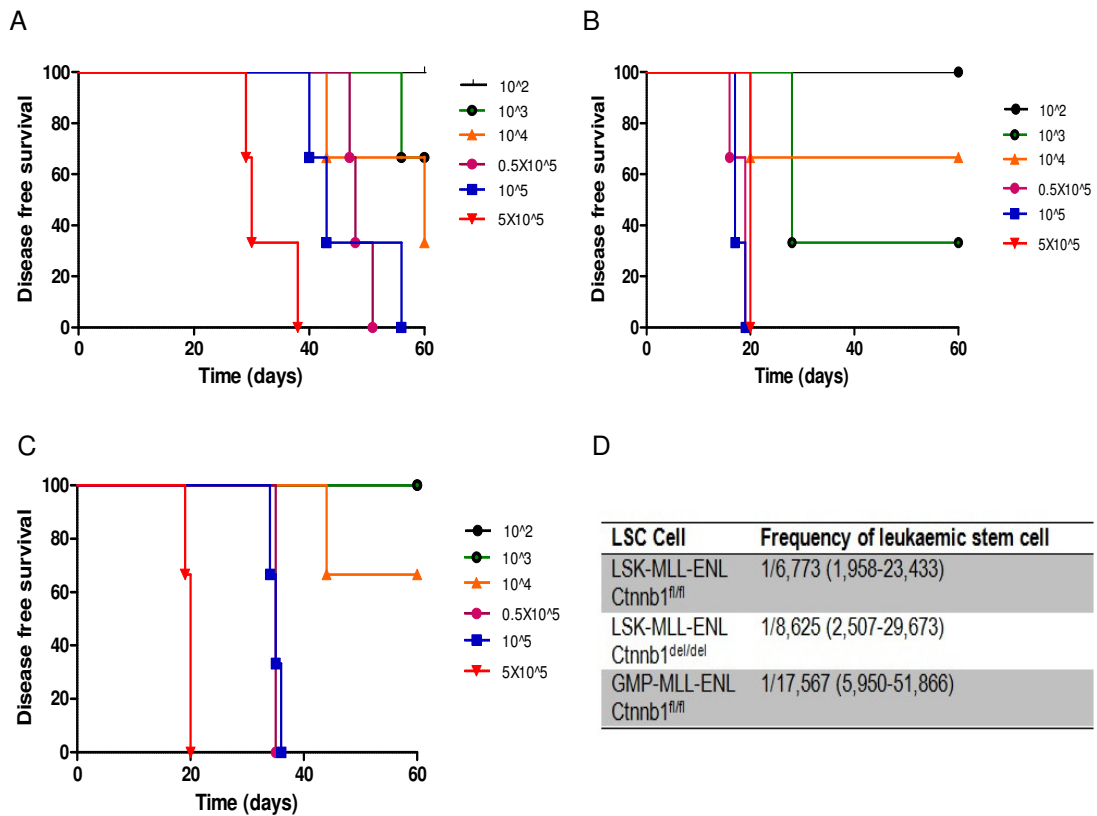 A
Disease free survival
100
80
60
40
20
0
0 20 40 60
Time (days)
10^2
10^3
10^4
0.5X10^5
10^5
5X10^5
B
Disease free survival
100
80
60
40
20
0
0 20 40 60
Time (days)
10^2
10^3
10^4
0.5X10^5
10^5
5X10^5
C
Disease free survival
100
80
60
40
20
0
0 20 40 60
Time (days)
10^2
10^3
10^4
0.5X10^5
10^5
5X10^5
D
LSC Cell Frequency of leukaemic stem cell
LSK-MLL-ENL 1/6,773 (1,958-23,433)
Ctnnb1fl/fl
LSK-MLL-ENL 1/8,625 (2,507-29,673)
Ctnnb1del/del
GMP-MLL-ENL 1/17,567 (5,950-51,866)
Ctnnb1fl/fl